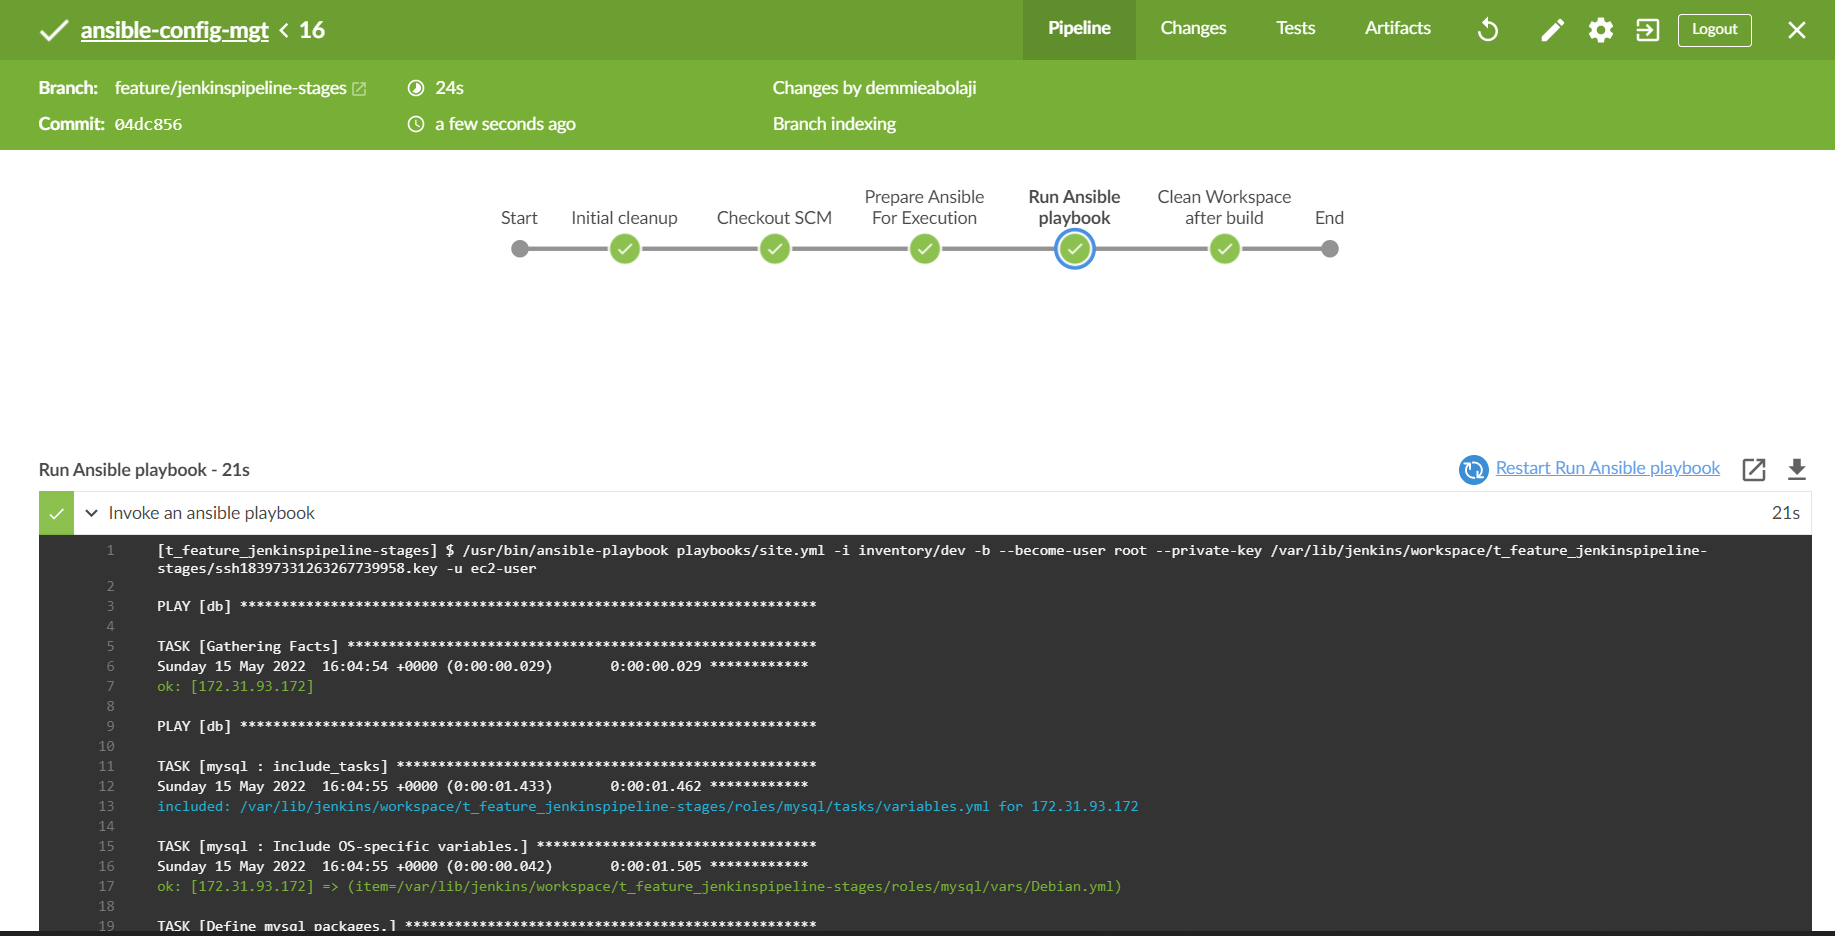 ansible-config-mgt < 16
Pipeline Changes Tests Artifacts Logout
Branch: feature/jenkinspipeline-stages 24s Changes by demmieabolaji
Commit: 04dc856 a few seconds ago Branch indexing
Start
Initial cleanup
Checkout SCM
Prepare Ansible
For Execution
Run Ansible
playbook
Clean Workspace
after build
End
Run Ansible playbook - 21s
Restart Run Ansible playbook
Invoke an ansible playbook 21s
1 [t_feature_jenkinspipeline-stages] $ /usr/bin/ansible-playbook playbooks/site.yml -i inventory/dev -b --become-user root --private-key /var/lib/jenkins/workspace/t_feature_jenkinspipeline-
stages/ssh18397331263267739958.key -u ec2-user
2
3 PLAY [db] **********************************************************************
4
5 TASK [Gathering Facts] *********************************************************
6 Sunday 15 May 2022  16:04:54 +0000 (0:00:00.029)       0:00:00.029 ************
7 ok: [172.31.93.172]
8
9 PLAY [db] **********************************************************************
10
11 TASK [mysql : include_tasks] ***************************************************
12 Sunday 15 May 2022  16:04:55 +0000 (0:00:01.433)       0:00:01.462 ************
13 included: /var/lib/jenkins/workspace/t_feature_jenkinspipeline-stages/roles/mysql/tasks/variables.yml for 172.31.93.172
14
15 TASK [mysql : Include OS-specific variables.] **********************************
16 Sunday 15 May 2022  16:04:55 +0000 (0:00:00.042)       0:00:01.505 ************
17 ok: [172.31.93.172] => (item=/var/lib/jenkins/workspace/t_feature_jenkinspipeline-stages/roles/mysql/vars/Debian.yml)
18
19 TASK [Define mysql packages.] **************************************************